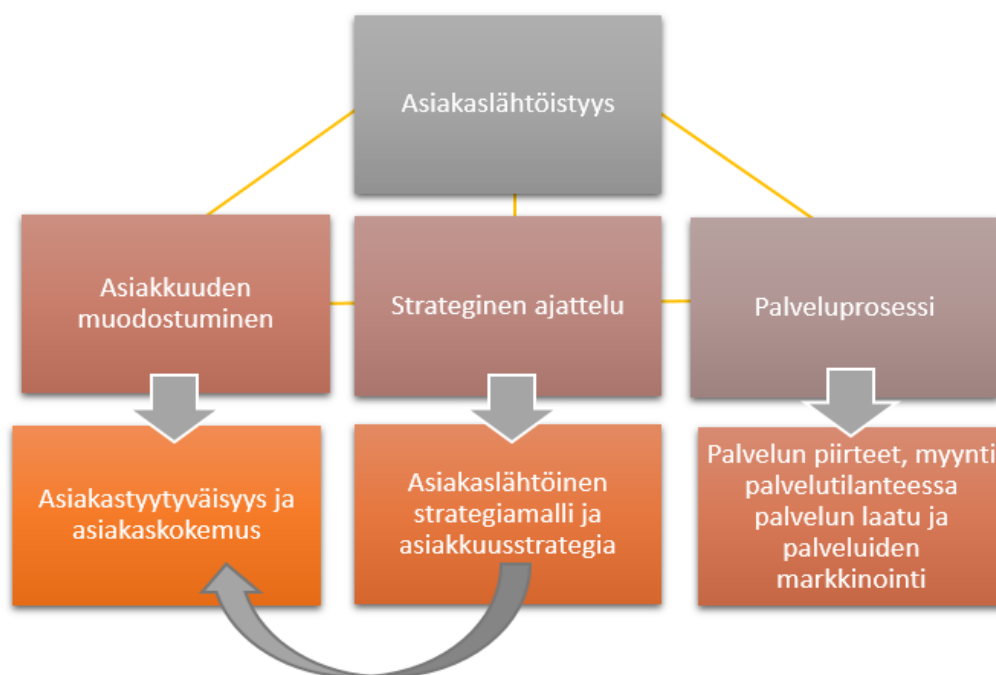 Asiakaslähtöistyys
Asiakkuuden
muodostuminen
Strateginen ajattelu
Palveluprosessi
Asiakastyytyväisyys ja
asiakaskokemus
Asiakaslähtöinen
strategiamalli ja
asiakkuusstrategia
Palvelun piirteet, myynti
palvelutilanteessa
palvelun laatu ja
palveluiden
markkinointi